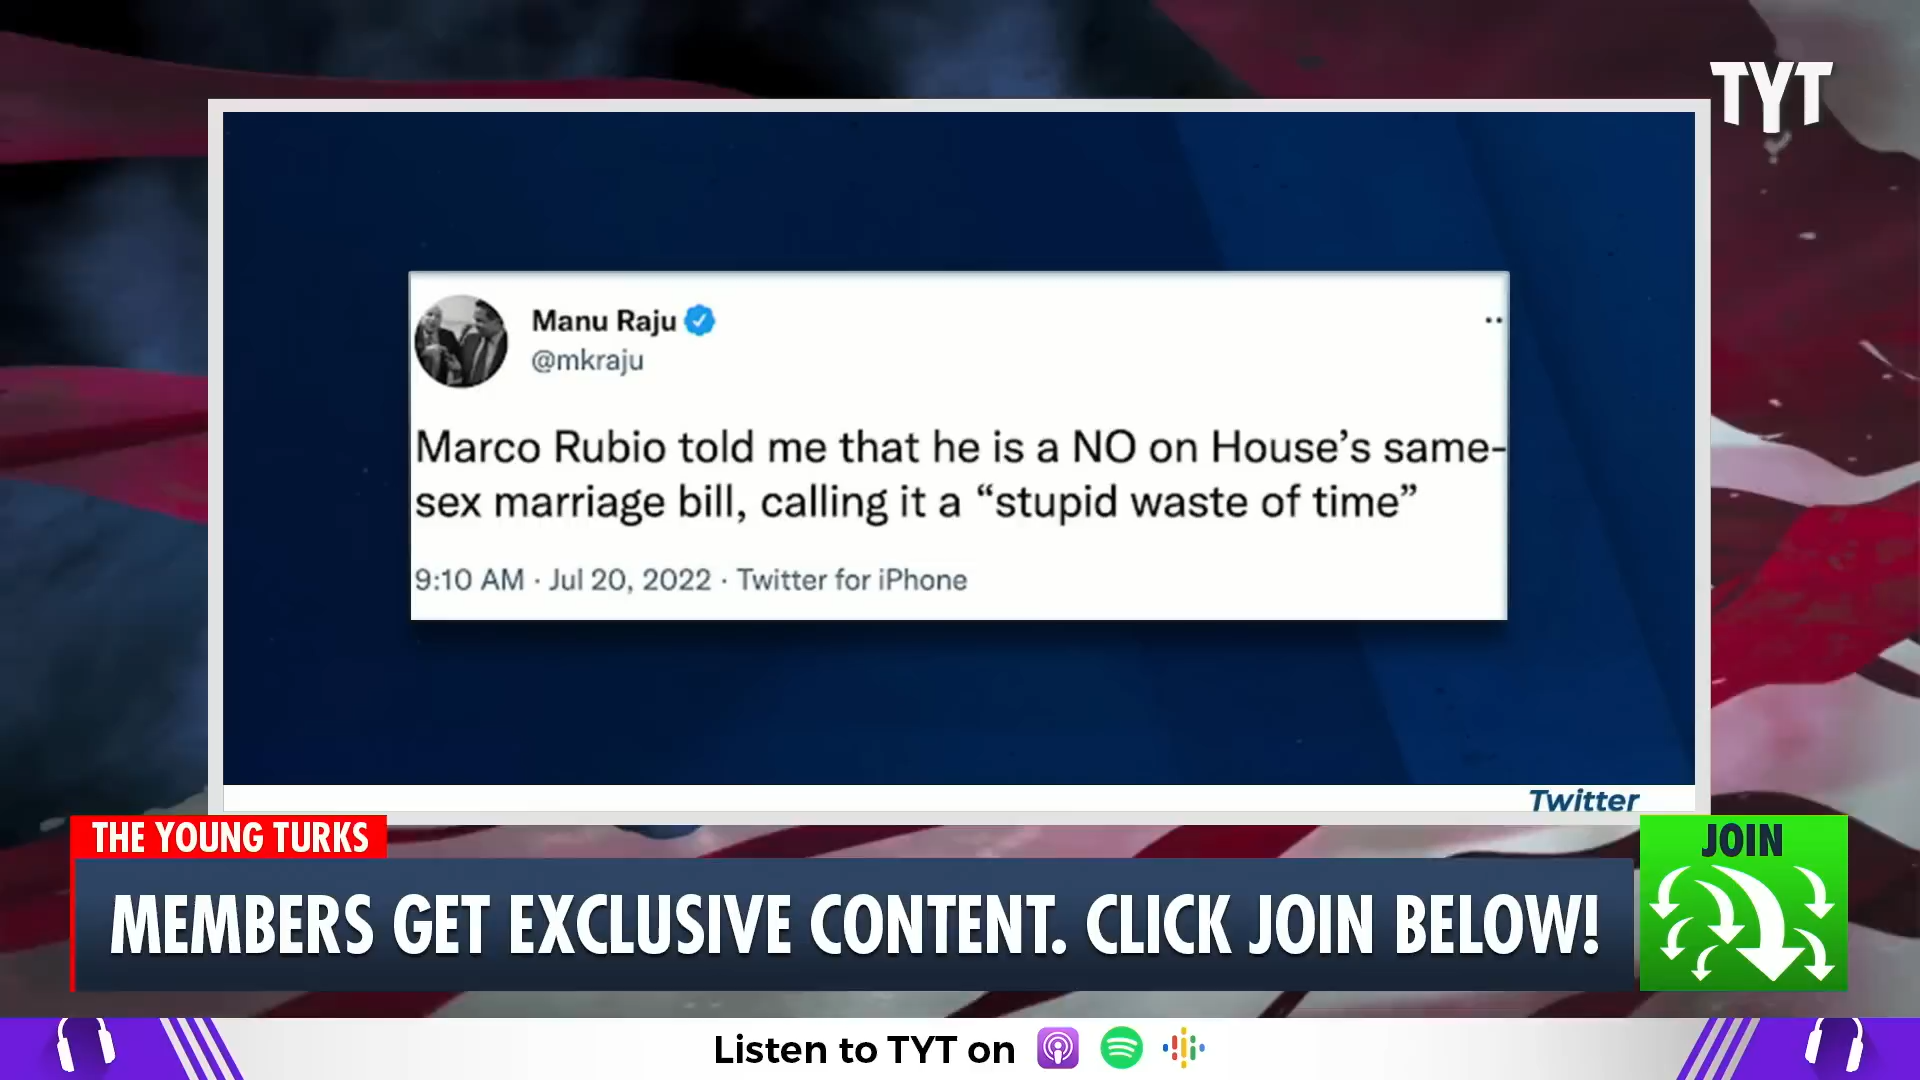 TYT
Manu Raju
@mkraju
Marco Rubio told me that he is a NO on House’s same-
sex marriage bill, calling it a “stupid waste of time”
9:10 AM · Jul 20, 2022 · Twitter for iPhone
Twitter
THE YOUNG TURKS
JOIN
MEMBERS GET EXCLUSIVE CONTENT. CLICK JOIN BELOW!
Listen to TYT on